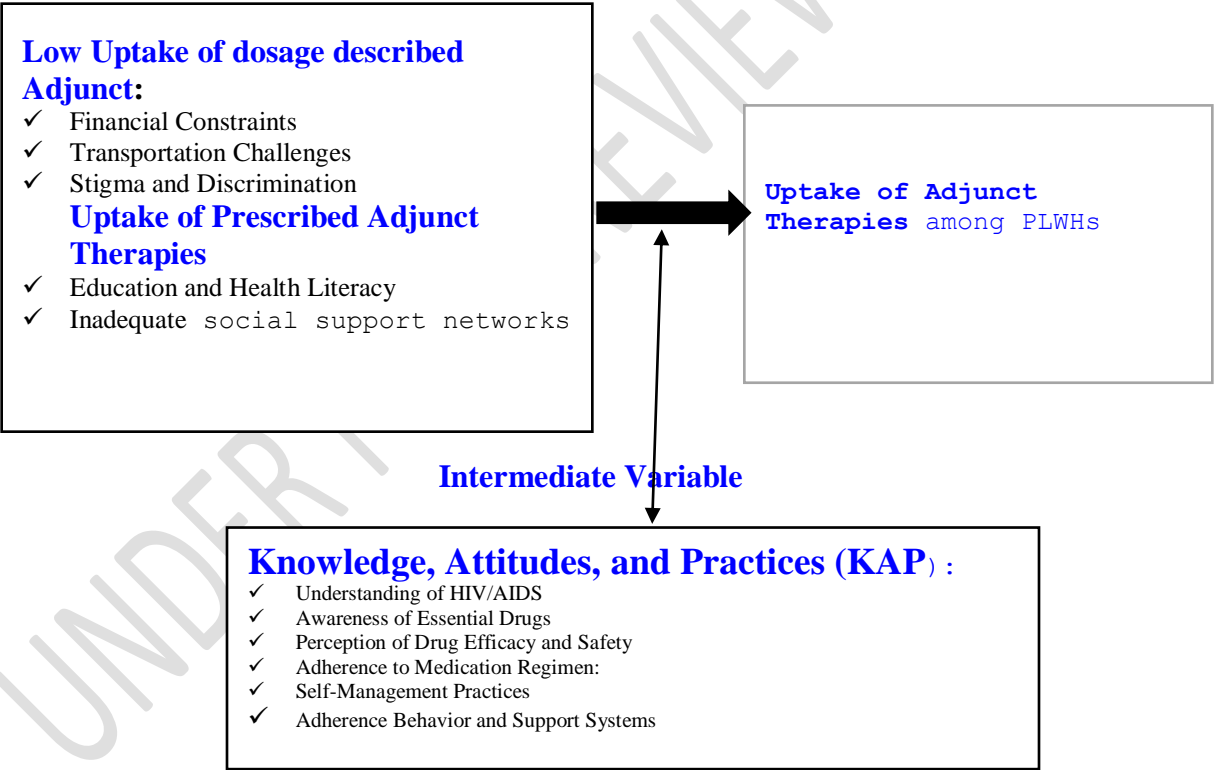 Low Uptake of dosage described
Adjunct:
✓ Financial Constraints
✓ Transportation Challenges
✓ Stigma and Discrimination
Uptake of Prescribed Adjunct
Therapies
✓ Education and Health Literacy
✓ Inadequate social support networks
Uptake of Adjunct
Therapies among PLWHs
Intermediate Variable
Knowledge, Attitudes, and Practices (KAP):
✓ Understanding of HIV/AIDS
✓ Awareness of Essential Drugs
✓ Perception of Drug Efficacy and Safety
✓ Adherence to Medication Regimen:
✓ Self-Management Practices
✓ Adherence Behavior and Support Systems
UNDER PEER REVIEW